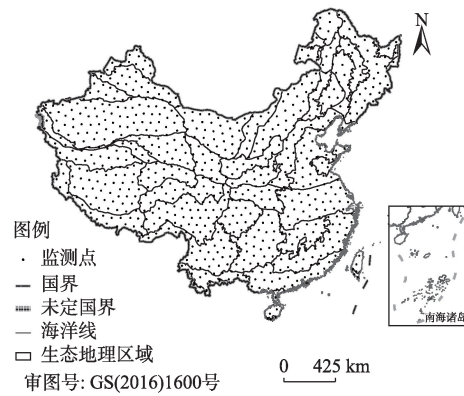 N
图例
监测点
国界
未定国界
海洋线
生态地理区域
审图号: GS(2016)1600号
0 425 km
南海诸岛